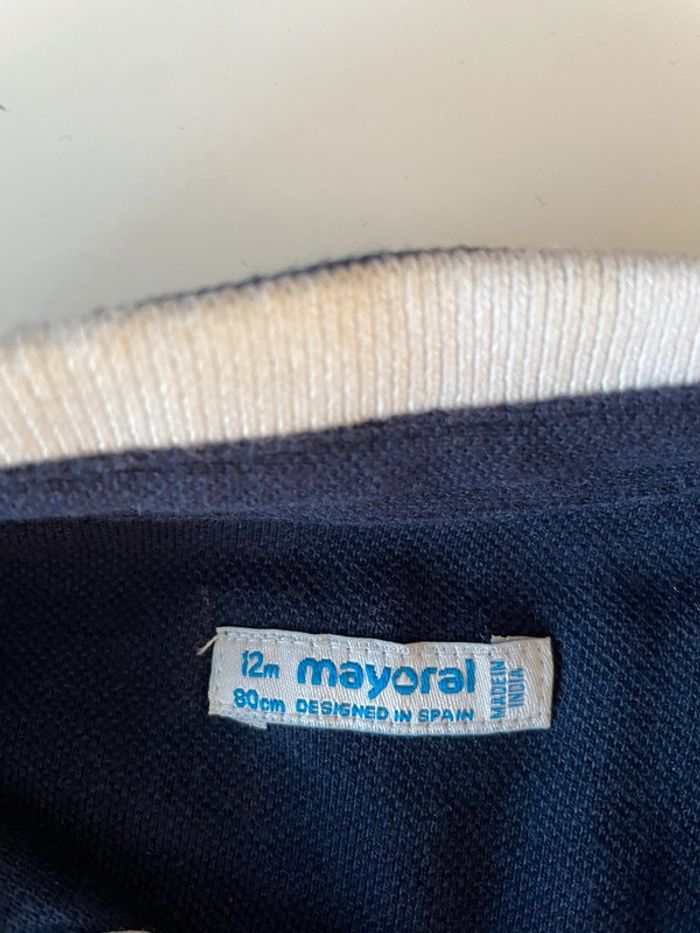 12m mayoral
80cm DESIGNED IN SPAIN
MADE IN
INDIA